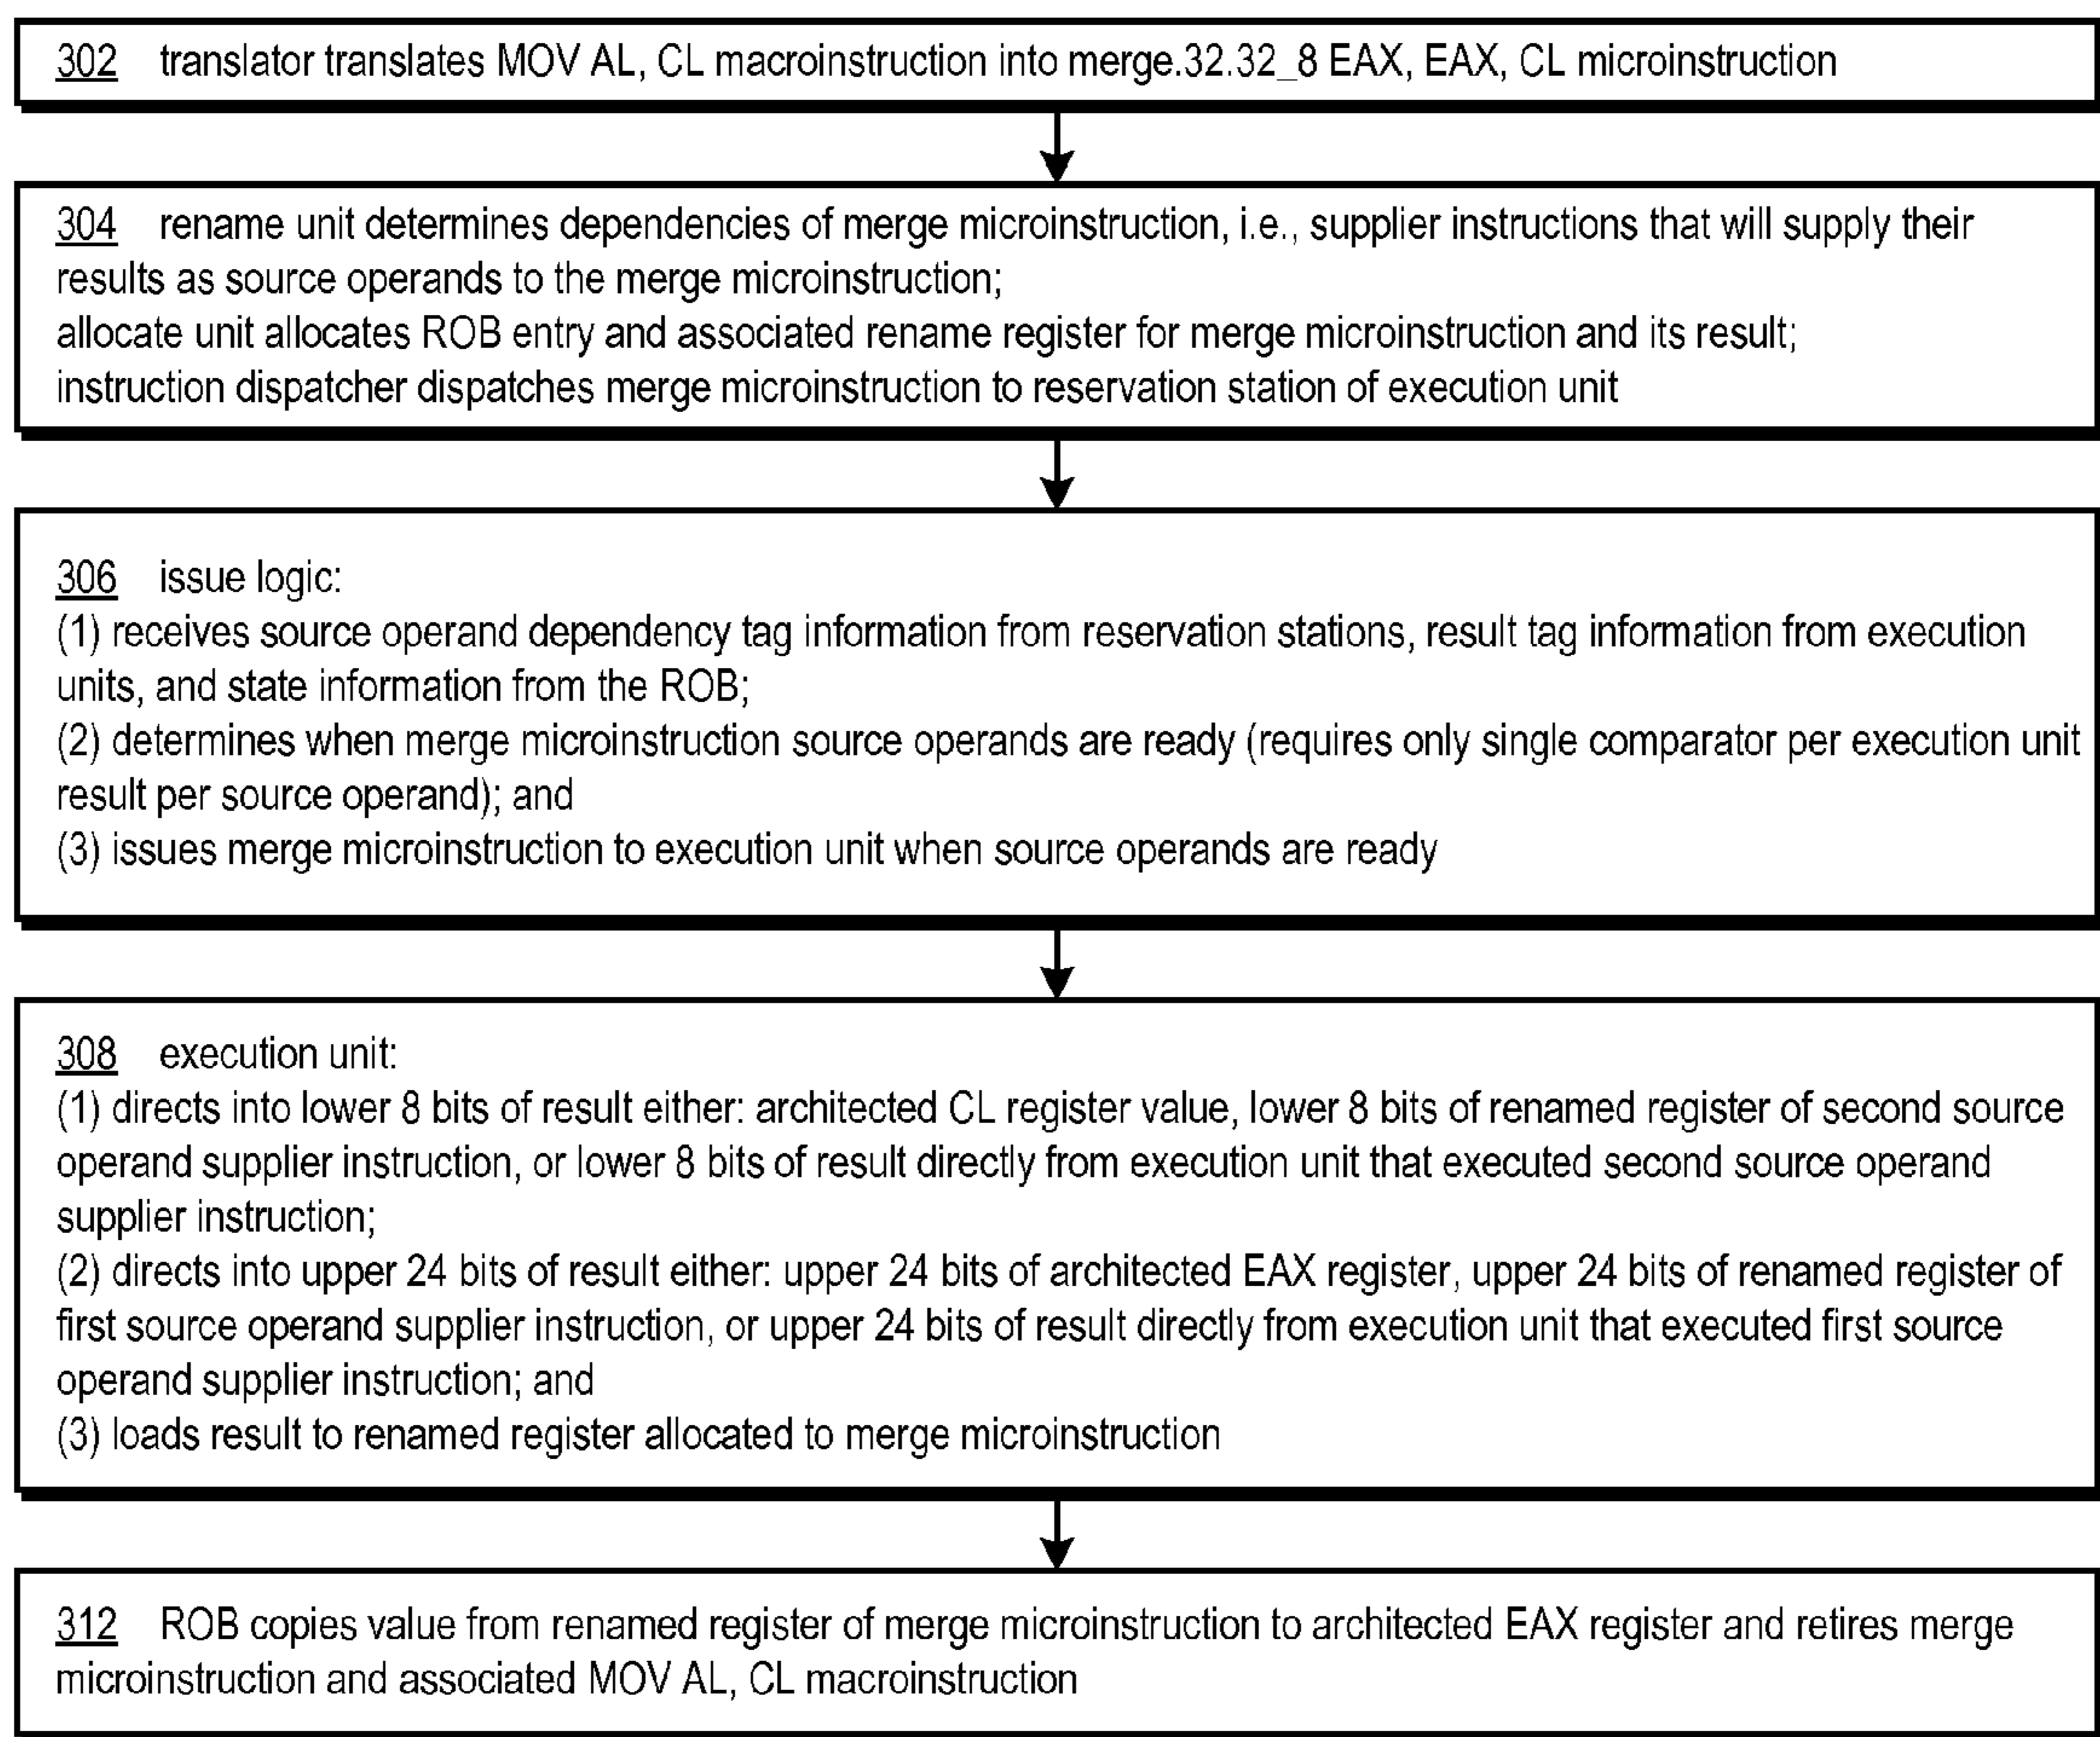 302 translator translates MOV AL, CL macroinstruction into merge.32.32_8 EAX, EAX, CL microinstruction
304 rename unit determines dependencies of merge microinstruction, i.e., supplier instructions that will supply their
results as source operands to the merge microinstruction;
allocate unit allocates ROB entry and associated rename register for merge microinstruction and its result;
instruction dispatcher dispatches merge microinstruction to reservation station of execution unit
306 issue logic:
(1) receives source operand dependency tag information from reservation stations, result tag information from execution
units, and state information from the ROB;
(2) determines when merge microinstruction source operands are ready (requires only single comparator per execution unit
result per source operand); and
(3) issues merge microinstruction to execution unit when source operands are ready
308 execution unit:
(1) directs into lower 8 bits of result either: architected CL register value, lower 8 bits of renamed register of second source
operand supplier instruction, or lower 8 bits of result directly from execution unit that executed second source operand
supplier instruction;
(2) directs into upper 24 bits of result either: upper 24 bits of architected EAX register, upper 24 bits of renamed register of
first source operand supplier instruction, or upper 24 bits of result directly from execution unit that executed first source
operand supplier instruction; and
(3) loads result to renamed register allocated to merge microinstruction
312 ROB copies value from renamed register of merge microinstruction to architected EAX register and retires merge
microinstruction and associated MOV AL, CL macroinstruction